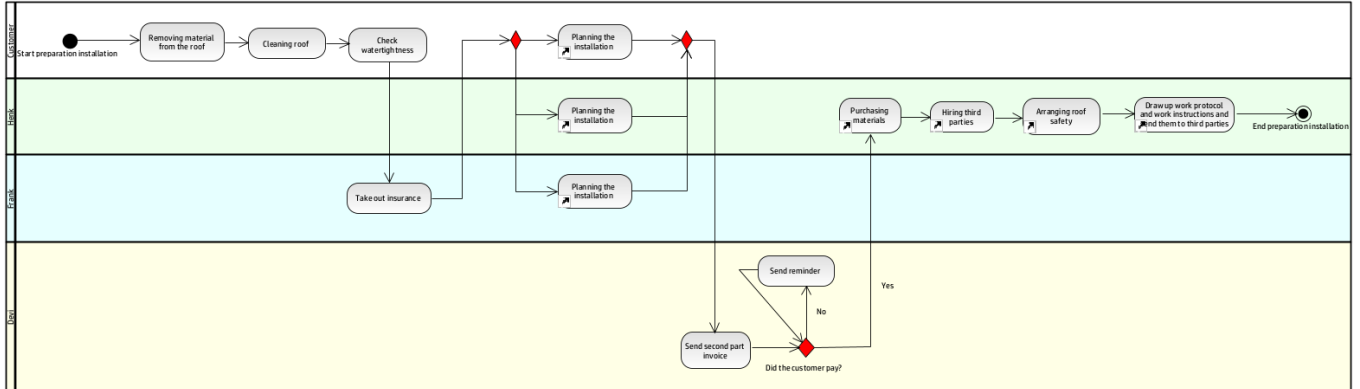 Customer
Start preparation installation
Removing material
from the roof
Cleaning roof
Check
watertightness
Planning the
installation
Henk
Planning the
installation
Purchasing
materials
Hiring third
parties
Arranging roof
safety
Draw up work protocol
and work instructions and
send them to third parties
End preparation installation
Frank
Take out insurance
Planning the
installation
Devi
Send reminder
Yes
No
Send second part
invoice
Did the customer pay?